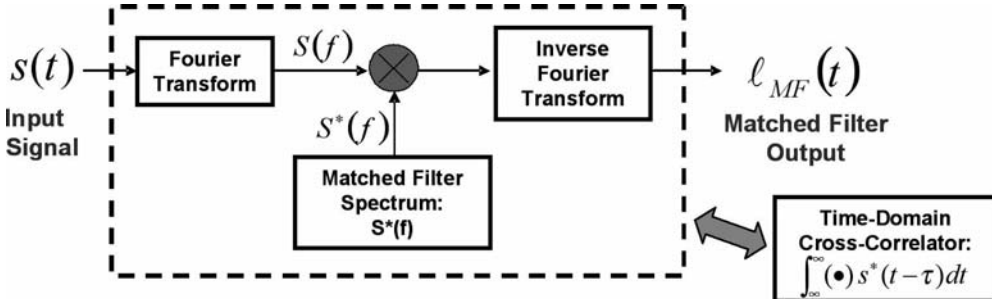 s(t)
Input
Signal
Fourier
Transform
S(f)
S*(f)
Matched Filter
Spectrum:
S*(f)
Inverse
Fourier
Transform
ℓ_MF(t)
Matched Filter
Output
Time-Domain
Cross-Correlator:
∫_∞^∞ (•) s*(t−τ)dt